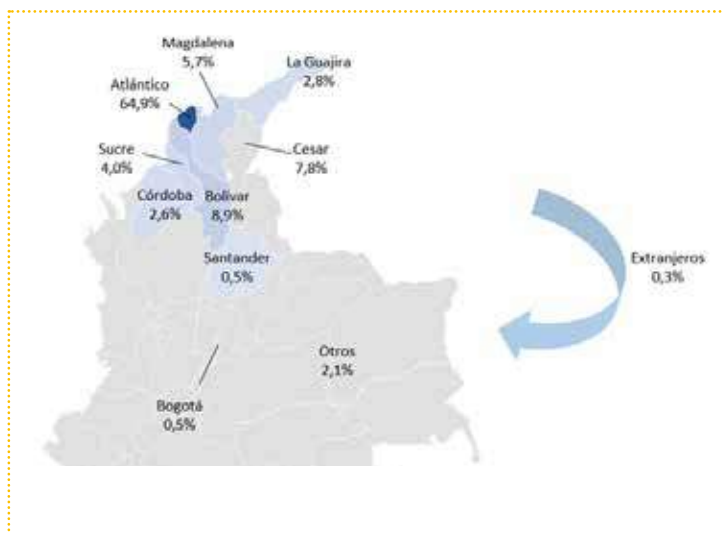 Magdalena
5,7%
La Guajira
2,8%
Atlántico
64,9%
Sucre
4,0%
Cesar
7,8%
Córdoba
2,6%
Bolívar
8,9%
Santander
0,5%
Extranjeros
0,3%
Otros
2,1%
Bogotá
0,5%